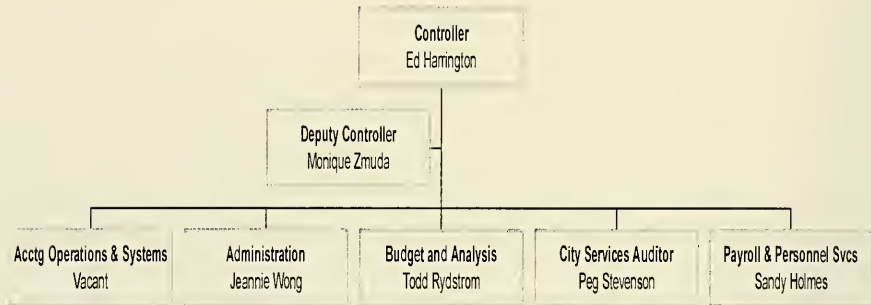 Controller
Ed Harrington
Deputy Controller
Monique Zmuda
Acctg Operations & Systems
Vacant
Administration
Jeannie Wong
Budget and Analysis
Todd Rydstrom
City Services Auditor
Peg Stevenson
Payroll & Personnel Svcs
Sandy Holmes